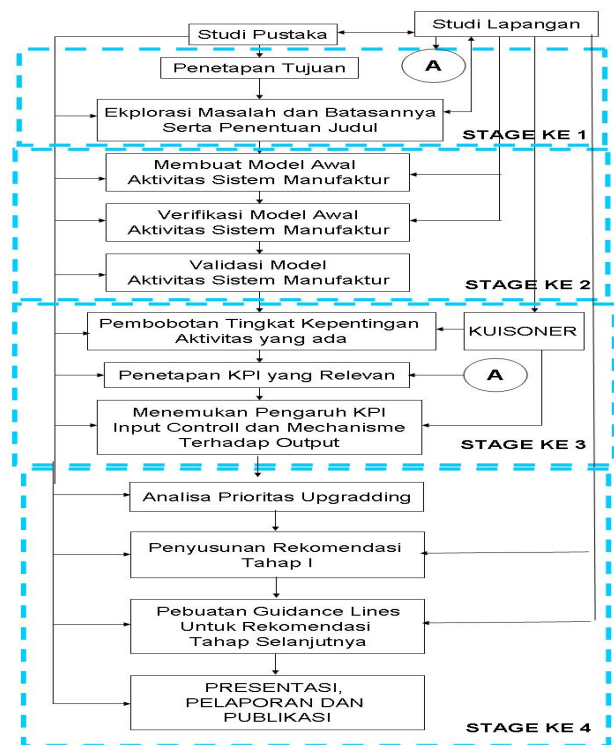 Studi Pustaka
Studi Lapangan
Penetapan Tujuan
A
Ekplorasi Masalah dan Batasannya
Serta Penentuan Judul
STAGE KE 1
Membuat Model Awal
Aktivitas Sistem Manufaktur
Verifikasi Model Awal
Aktivitas Sistem Manufaktur
Validasi Model
Aktivitas Sistem Manufaktur
STAGE KE 2
Pembobotan Tingkat Kepentingan
Aktivitas yang ada
KUISONER
Penetapan KPI yang Relevan
A
Menemukan Pengaruh KPI
Input Controll dan Mechanisme
Terhadap Output
STAGE KE 3
Analisa Prioritas Upgradding
Penyusunan Rekomendasi
Tahap I
Pebuatan Guidance Lines
Untuk Rekomendasi
Tahap Selanjutnya
PRESENTASI,
PELAPORAN DAN
PUBLIKASI
STAGE KE 4